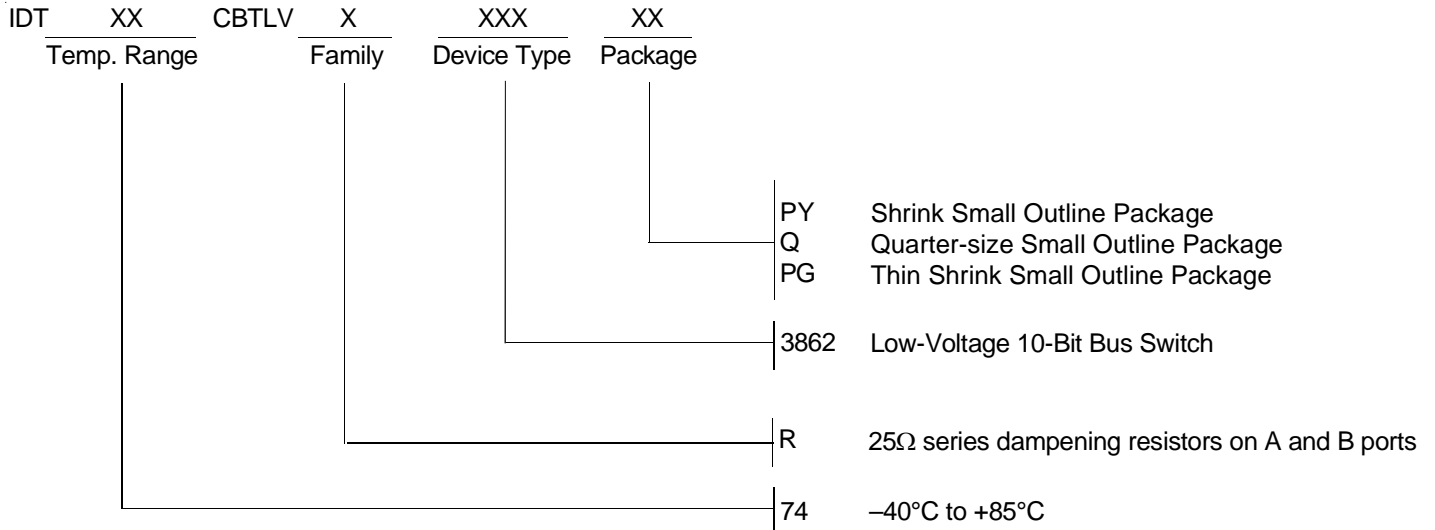 IDT XX CBTLV X XXX XX
Temp. Range Family Device Type Package
PY Shrink Small Outline Package
Q Quarter-size Small Outline Package
PG Thin Shrink Small Outline Package
3862 Low-Voltage 10-Bit Bus Switch
R 25Ω series dampening resistors on A and B ports
74 –40°C to +85°C